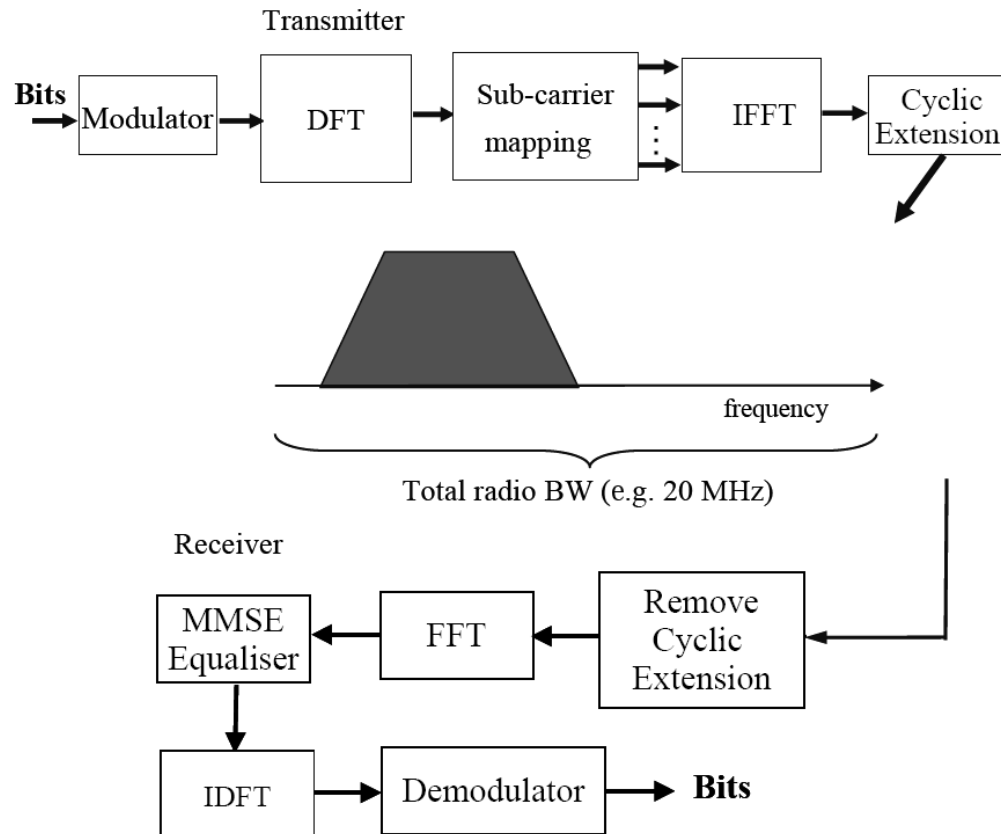 Transmitter
Bits
Modulator
DFT
Sub-carrier
mapping
IFFT
Cyclic
Extension
frequency
Total radio BW (e.g. 20 MHz)
Receiver
MMSE
Equaliser
FFT
Remove
Cyclic
Extension
IDFT
Demodulator
Bits